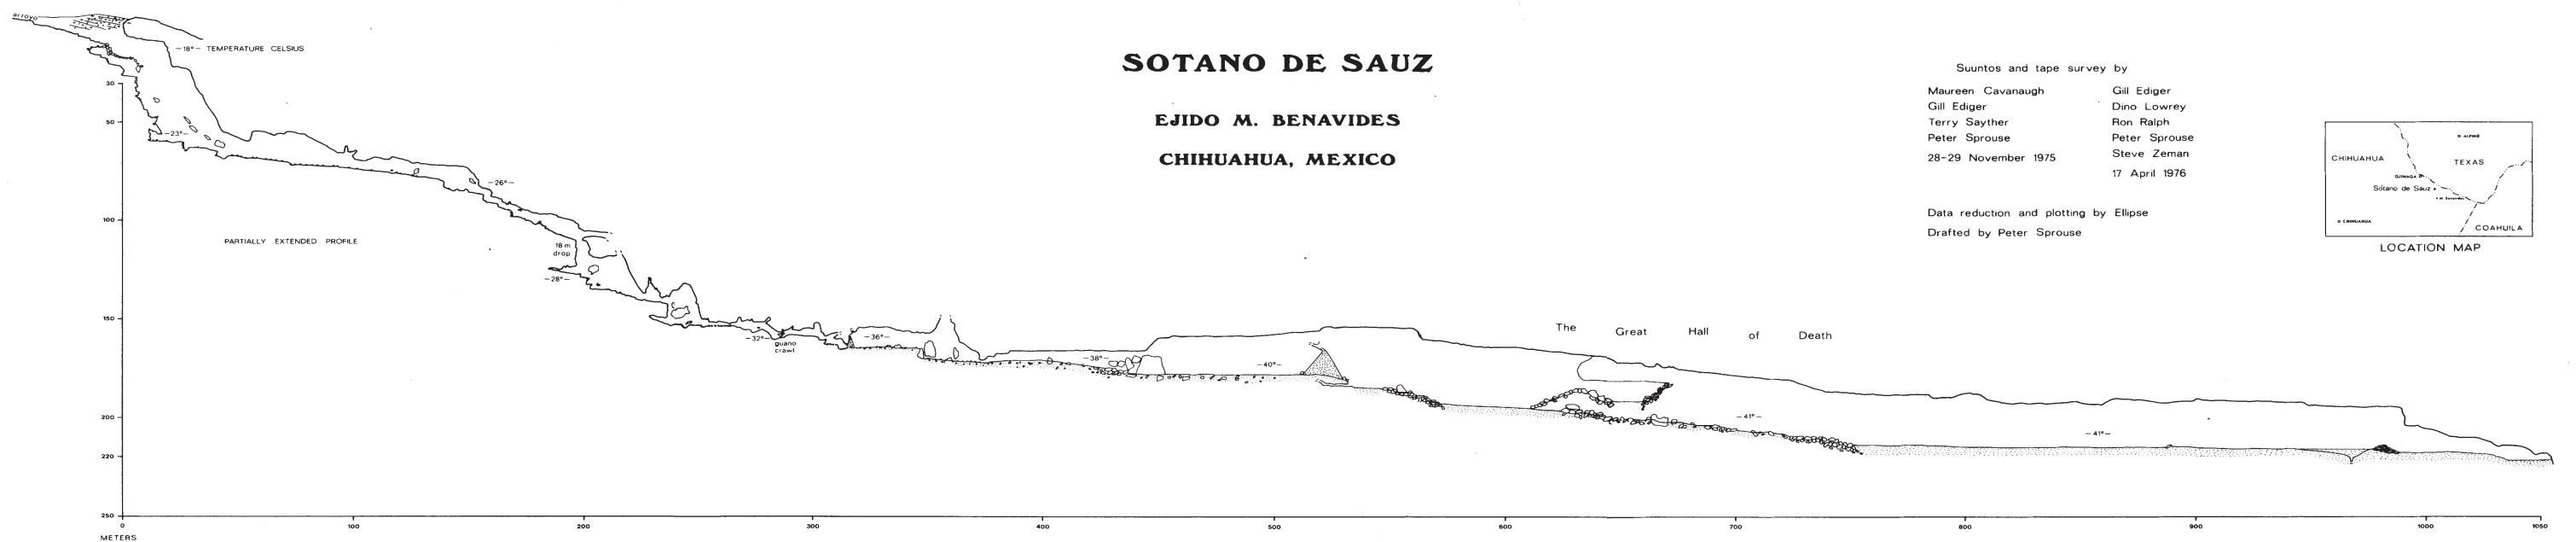 arroyo
-18°- TEMPERATURE CELSIUS
SOTANO DE SAUZ
EJIDO M. BENAVIDES
CHIHUAHUA, MEXICO
Suuntos and tape survey by
Maureen Cavanaugh
Gill Ediger
Terry Sayther
Peter Sprouse
28-29 November 1975
Gill Ediger
Dino Lowrey
Ron Ralph
Peter Sprouse
Steve Zeman
17 April 1976
Data reduction and plotting by Ellipse
Drafted by Peter Sprouse
ALPINE
CHIHUAHUA
TEXAS
OJINAGA
Sótano de Sauz
M. Benavides
CHIHUAHUA
COAHUILA
LOCATION MAP
-23°-
-26°-
PARTIALLY EXTENDED PROFILE
18 m
drop
-28°-
-32°-
guano
crawl
-36°-
-38°-
-40°-
The Great Hall of Death
-41°-
-41°-
30
50
100
150
200
220
250
0
100
200
300
400
500
600
700
800
900
1000
1050
METERS